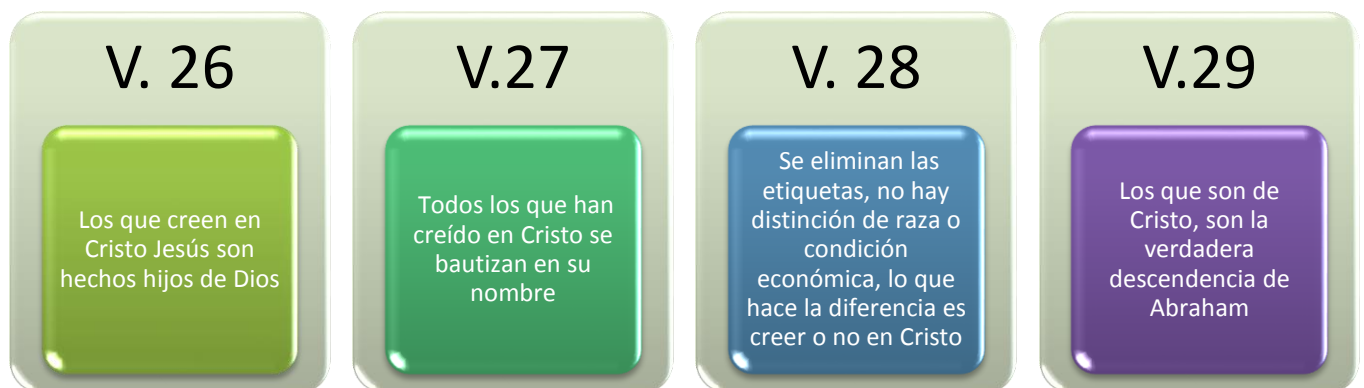 V. 26
Los que creen en
Cristo Jesús son
hechos hijos de Dios
V.27
Todos los que han
creído en Cristo se
bautizan en su
nombre
V. 28
Se eliminan las
etiquetas, no hay
distinción de raza o
condición
económica, lo que
hace la diferencia es
creer o no en Cristo
V.29
Los que son de
Cristo, son la
verdadera
descendencia de
Abraham